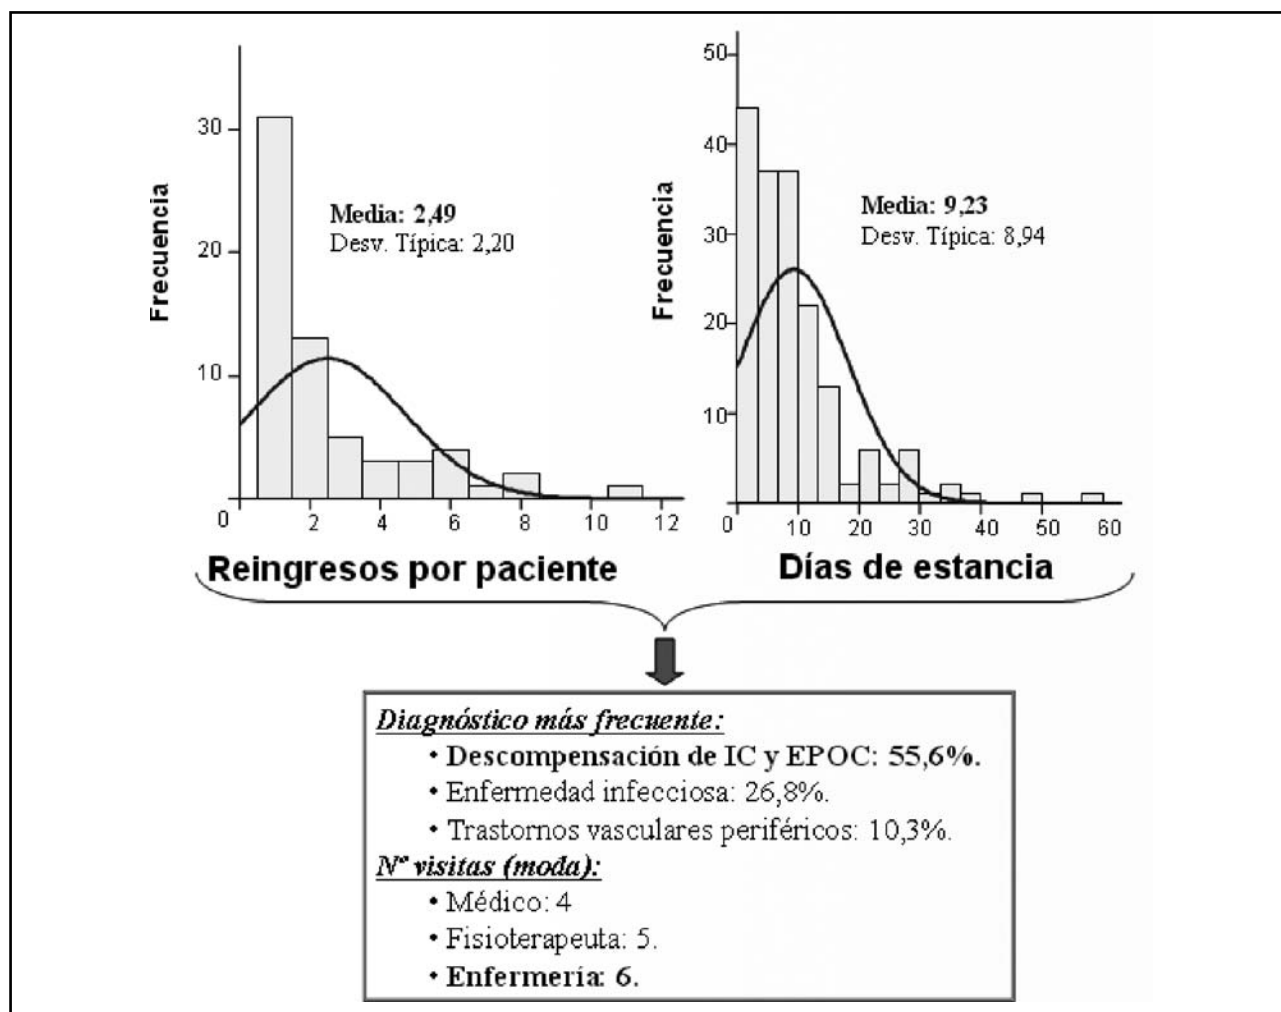 30
20
10
Frecuencia
Media: 2,49
Desv. Típica: 2,20
0 2 4 6 8 10 12
Reingresos por paciente
50
40
30
20
10
Frecuencia
Media: 9,23
Desv. Típica: 8,94
0 10 20 30 40 50 60
Días de estancia
Diagnóstico más frecuente:
• Descompensación de IC y EPOC: 55,6%.
• Enfermedad infecciosa: 26,8%.
• Trastornos vasculares periféricos: 10,3%.
Nº visitas (moda):
• Médico: 4
• Fisioterapeuta: 5.
• Enfermería: 6.